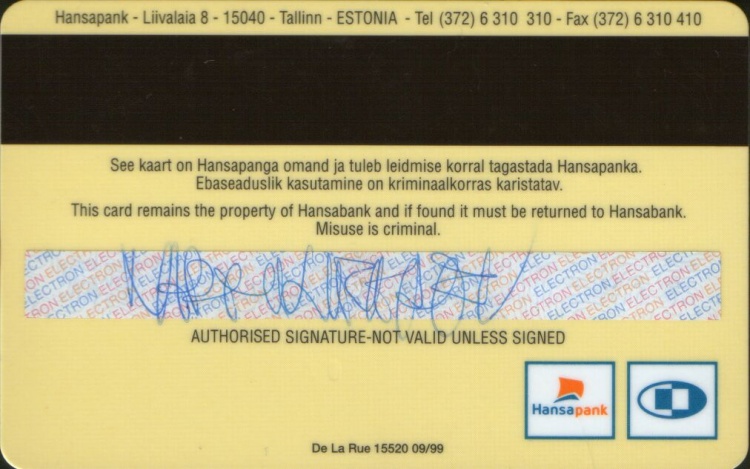 Hansapank - Liivalaia 8 - 15040 - Tallinn - ESTONIA - Tel (372) 6 310 310 - Fax (372) 6 310 410
See kaart on Hansapanga omand ja tuleb leidmise korral tagastada Hansapanka.
Ebaseaduslik kasutamine on kriminaalkorras karistatav.
This card remains the property of Hansabank and if found it must be returned to Hansabank.
Misuse is criminal.
ELECTRON ELECTRON ELECTRON ELECTRON ELECTRON
AUTHORISED SIGNATURE-NOT VALID UNLESS SIGNED
Hansapank
De La Rue 15520 09/99